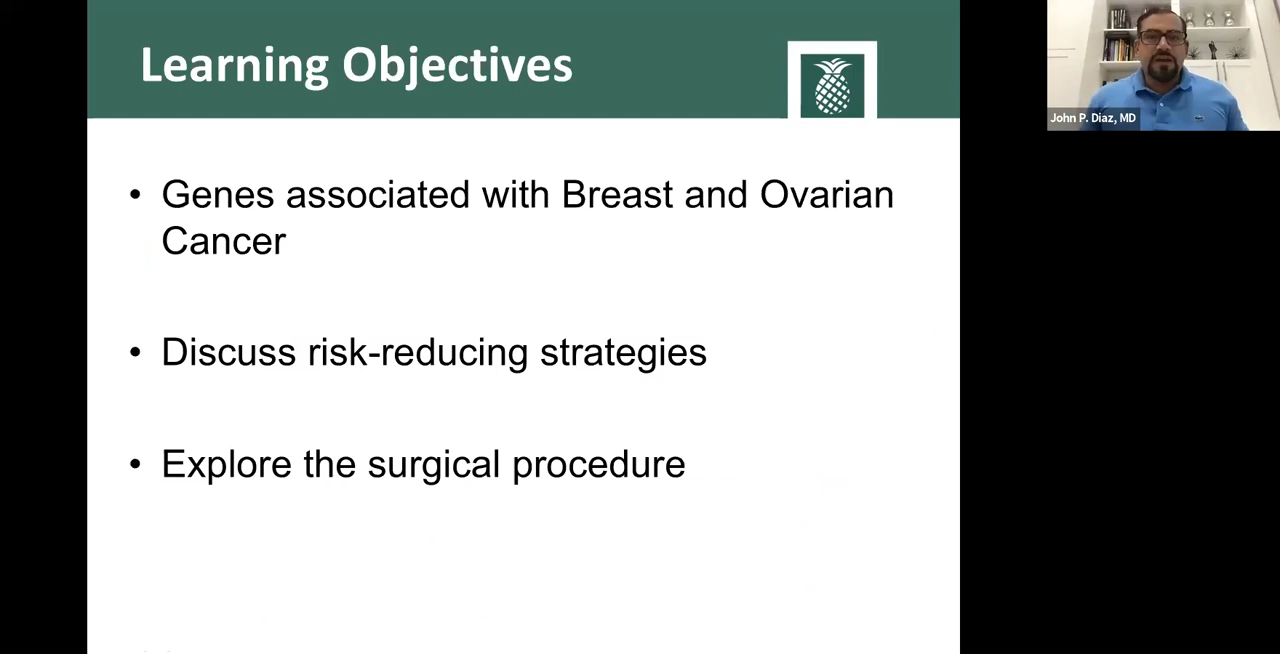 Learning Objectives
John P. Diaz, MD
• Genes associated with Breast and Ovarian
Cancer
• Discuss risk-reducing strategies
• Explore the surgical procedure